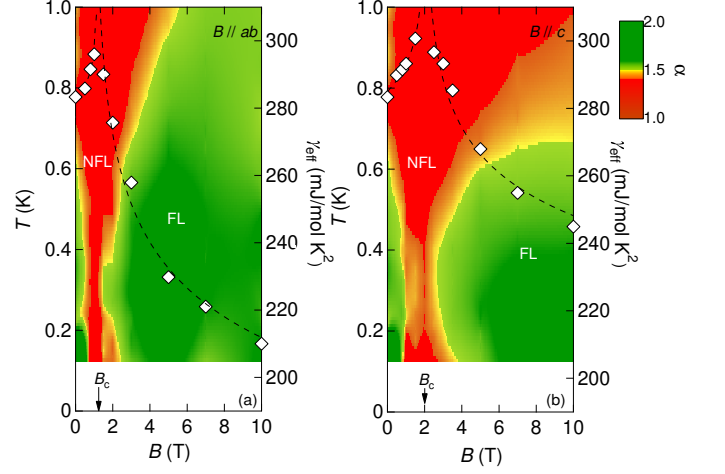 1.0
0.8
0.6
0.4
0.2
0
T (K)
B // ab
NFL
FL
B_c
(a)
0 2 4 6 8 10
B (T)
300
280
260
240
220
200
γ_eff (mJ/mol K²)
1.0
0.8
0.6
0.4
0.2
0
T (K)
B // c
NFL
FL
B_c
(b)
0 2 4 6 8 10
B (T)
300
280
260
240
220
200
γ_eff (mJ/mol K²)
2.0
1.5
1.0
α